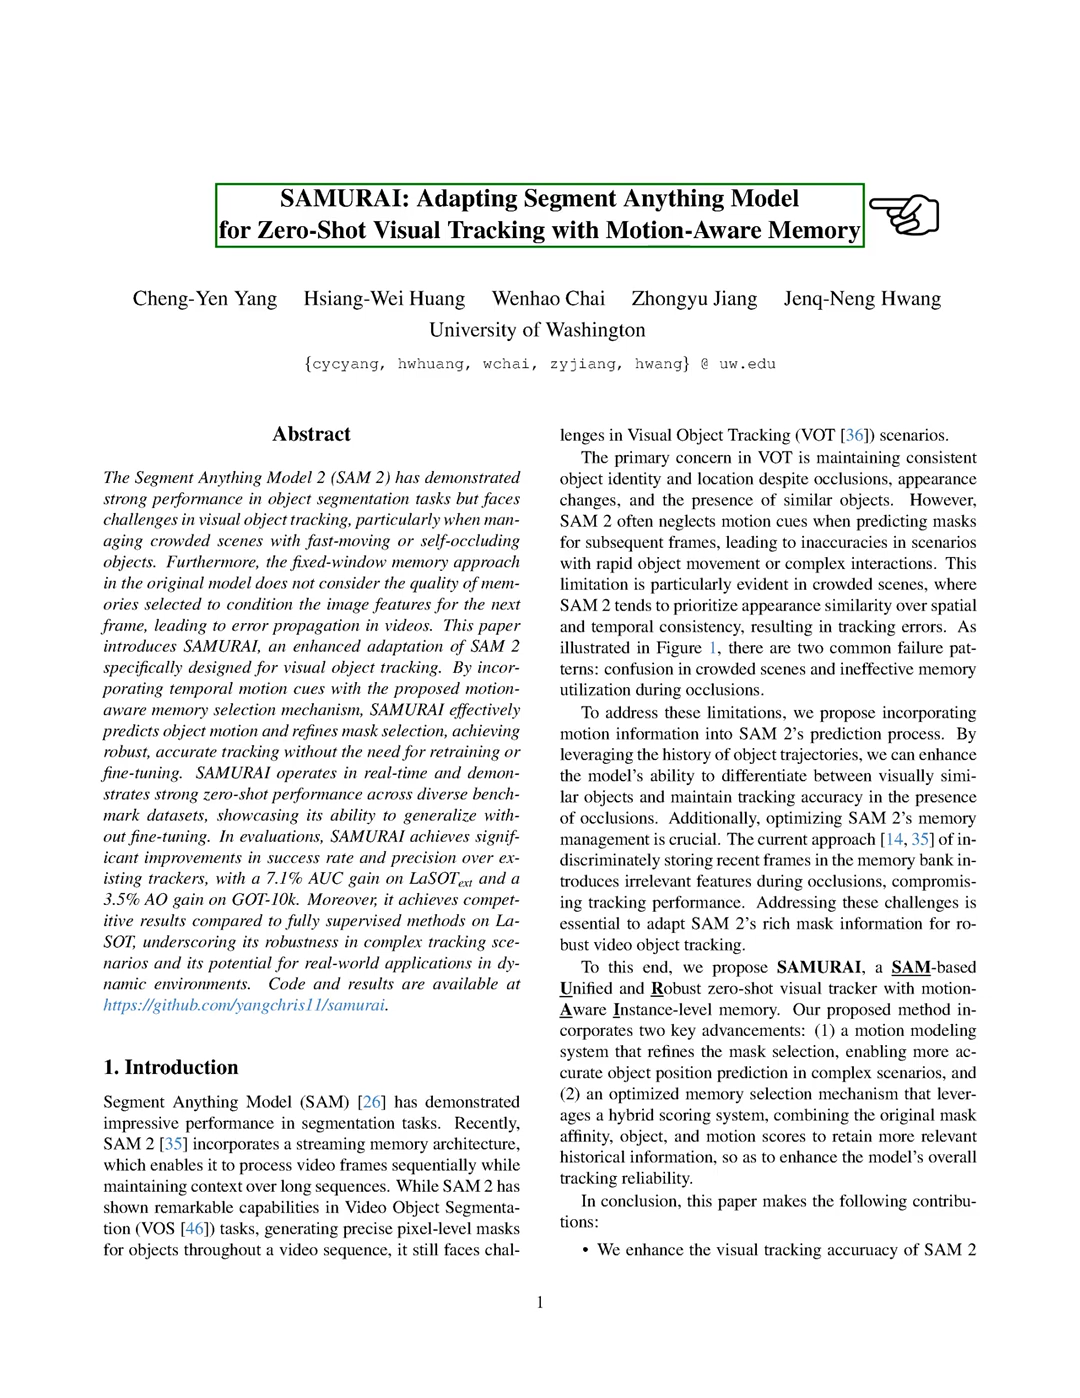 SAMURAI: Adapting Segment Anything Model
for Zero-Shot Visual Tracking with Motion-Aware Memory
Cheng-Yen Yang Hsiang-Wei Huang Wenhao Chai Zhongyu Jiang Jenq-Neng Hwang
University of Washington
{cycyang, hwhuang, wchai, zyjiang, hwang} @ uw.edu
Abstract
The Segment Anything Model 2 (SAM 2) has demonstrated
strong performance in object segmentation tasks but faces
challenges in visual object tracking, particularly when man-
aging crowded scenes with fast-moving or self-occluding
objects. Furthermore, the fixed-window memory approach
in the original model does not consider the quality of mem-
ories selected to condition the image features for the next
frame, leading to error propagation in videos. This paper
introduces SAMURAI, an enhanced adaptation of SAM 2
specifically designed for visual object tracking. By incor-
porating temporal motion cues with the proposed motion-
aware memory selection mechanism, SAMURAI effectively
predicts object motion and refines mask selection, achieving
robust, accurate tracking without the need for retraining or
fine-tuning. SAMURAI operates in real-time and demon-
strates strong zero-shot performance across diverse bench-
mark datasets, showcasing its ability to generalize with-
out fine-tuning. In evaluations, SAMURAI achieves signif-
icant improvements in success rate and precision over ex-
isting trackers, with a 7.1% AUC gain on LaSOText and a
3.5% AO gain on GOT-10k. Moreover, it achieves compet-
itive results compared to fully supervised methods on La-
SOT, underscoring its robustness in complex tracking sce-
narios and its potential for real-world applications in dy-
namic environments. Code and results are available at
https://github.com/yangchris11/samurai.
1. Introduction
Segment Anything Model (SAM) [26] has demonstrated
impressive performance in segmentation tasks. Recently,
SAM 2 [35] incorporates a streaming memory architecture,
which enables it to process video frames sequentially while
maintaining context over long sequences. While SAM 2 has
shown remarkable capabilities in Video Object Segmenta-
tion (VOS [46]) tasks, generating precise pixel-level masks
for objects throughout a video sequence, it still faces chal-
lenges in Visual Object Tracking (VOT [36]) scenarios.
The primary concern in VOT is maintaining consistent
object identity and location despite occlusions, appearance
changes, and the presence of similar objects. However,
SAM 2 often neglects motion cues when predicting masks
for subsequent frames, leading to inaccuracies in scenarios
with rapid object movement or complex interactions. This
limitation is particularly evident in crowded scenes, where
SAM 2 tends to prioritize appearance similarity over spatial
and temporal consistency, resulting in tracking errors. As
illustrated in Figure 1, there are two common failure pat-
terns: confusion in crowded scenes and ineffective memory
utilization during occlusions.
To address these limitations, we propose incorporating
motion information into SAM 2's prediction process. By
leveraging the history of object trajectories, we can enhance
the model's ability to differentiate between visually simi-
lar objects and maintain tracking accuracy in the presence
of occlusions. Additionally, optimizing SAM 2's memory
management is crucial. The current approach [14, 35] of in-
discriminately storing recent frames in the memory bank in-
troduces irrelevant features during occlusions, compromis-
ing tracking performance. Addressing these challenges is
essential to adapt SAM 2's rich mask information for ro-
bust video object tracking.
To this end, we propose SAMURAI, a SAM-based
Unified and Robust zero-shot visual tracker with motion-
Aware Instance-level memory. Our proposed method in-
corporates two key advancements: (1) a motion modeling
system that refines the mask selection, enabling more ac-
curate object position prediction in complex scenarios, and
(2) an optimized memory selection mechanism that lever-
ages a hybrid scoring system, combining the original mask
affinity, object, and motion scores to retain more relevant
historical information, so as to enhance the model's overall
tracking reliability.
In conclusion, this paper makes the following contribu-
tions:
• We enhance the visual tracking accuruacy of SAM 2
1